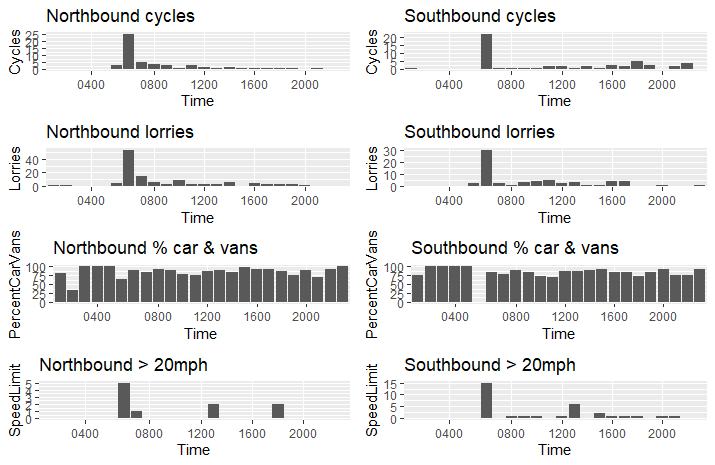 Northbound cycles
Cycles
25
20
15
10
5
0
0400 0800 1200 1600 2000
Time
Southbound cycles
Cycles
20
15
10
5
0
0400 0800 1200 1600 2000
Time
Northbound lorries
Lorries
40
20
0
0400 0800 1200 1600 2000
Time
Southbound lorries
Lorries
30
20
10
0
0400 0800 1200 1600 2000
Time
Northbound % car & vans
PercentCarVans
100
75
50
25
0
0400 0800 1200 1600 2000
Time
Southbound % car & vans
PercentCarVans
100
75
50
25
0
0400 0800 1200 1600 2000
Time
Northbound > 20mph
SpeedLimit
5
4
3
2
1
0
0400 0800 1200 1600 2000
Time
Southbound > 20mph
SpeedLimit
15
10
5
0
0400 0800 1200 1600 2000
Time